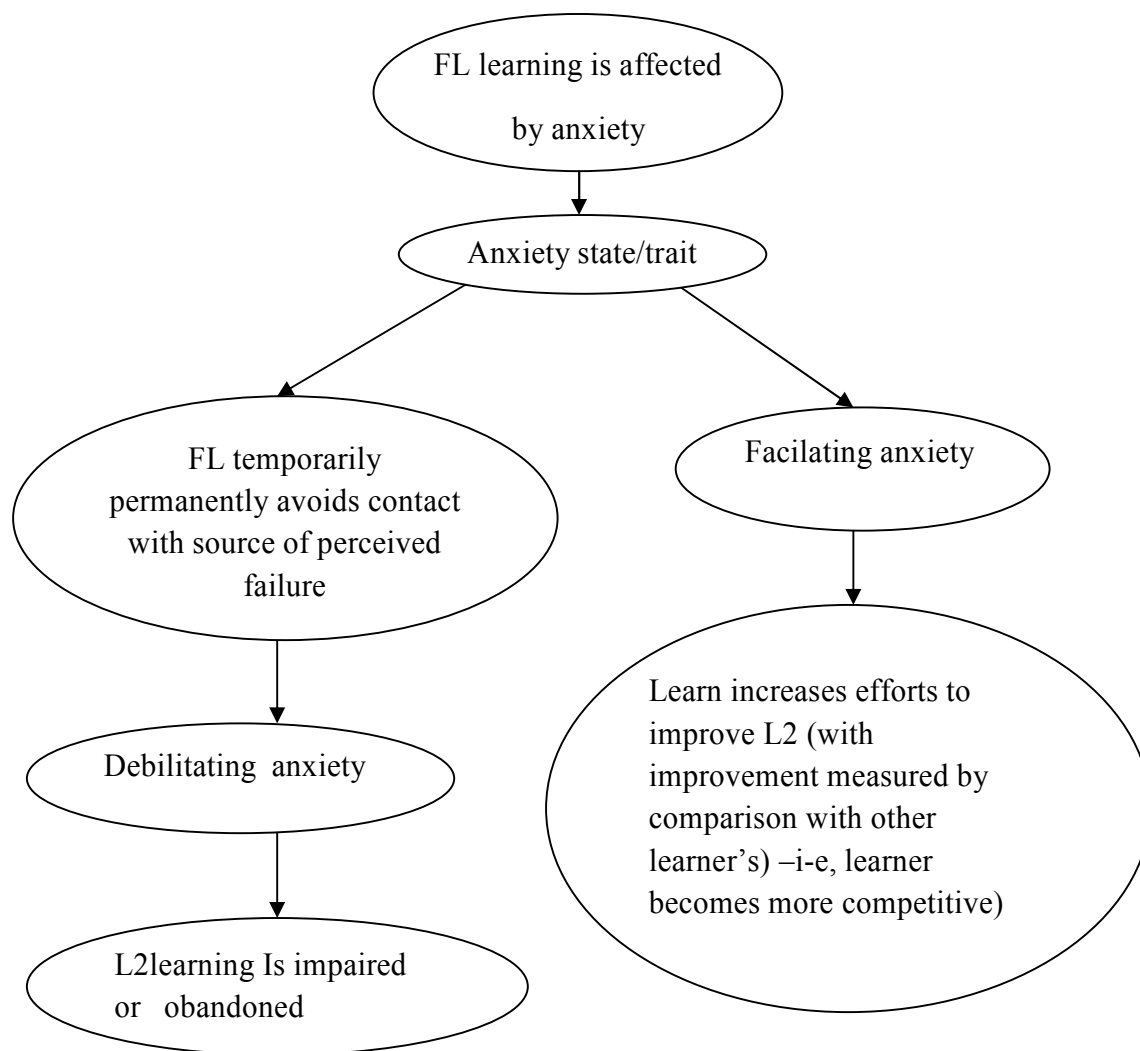 FL learning is affected
by anxiety
Anxiety state/trait
FL temporarily
permanently avoids contact
with source of perceived
failure
Facilating anxiety
Debilitating anxiety
Learn increases efforts to
improve L2 (with
improvement measured by
comparison with other
learner’s) –i-e, learner
becomes more competitive)
L2learning Is impaired
or obandoned